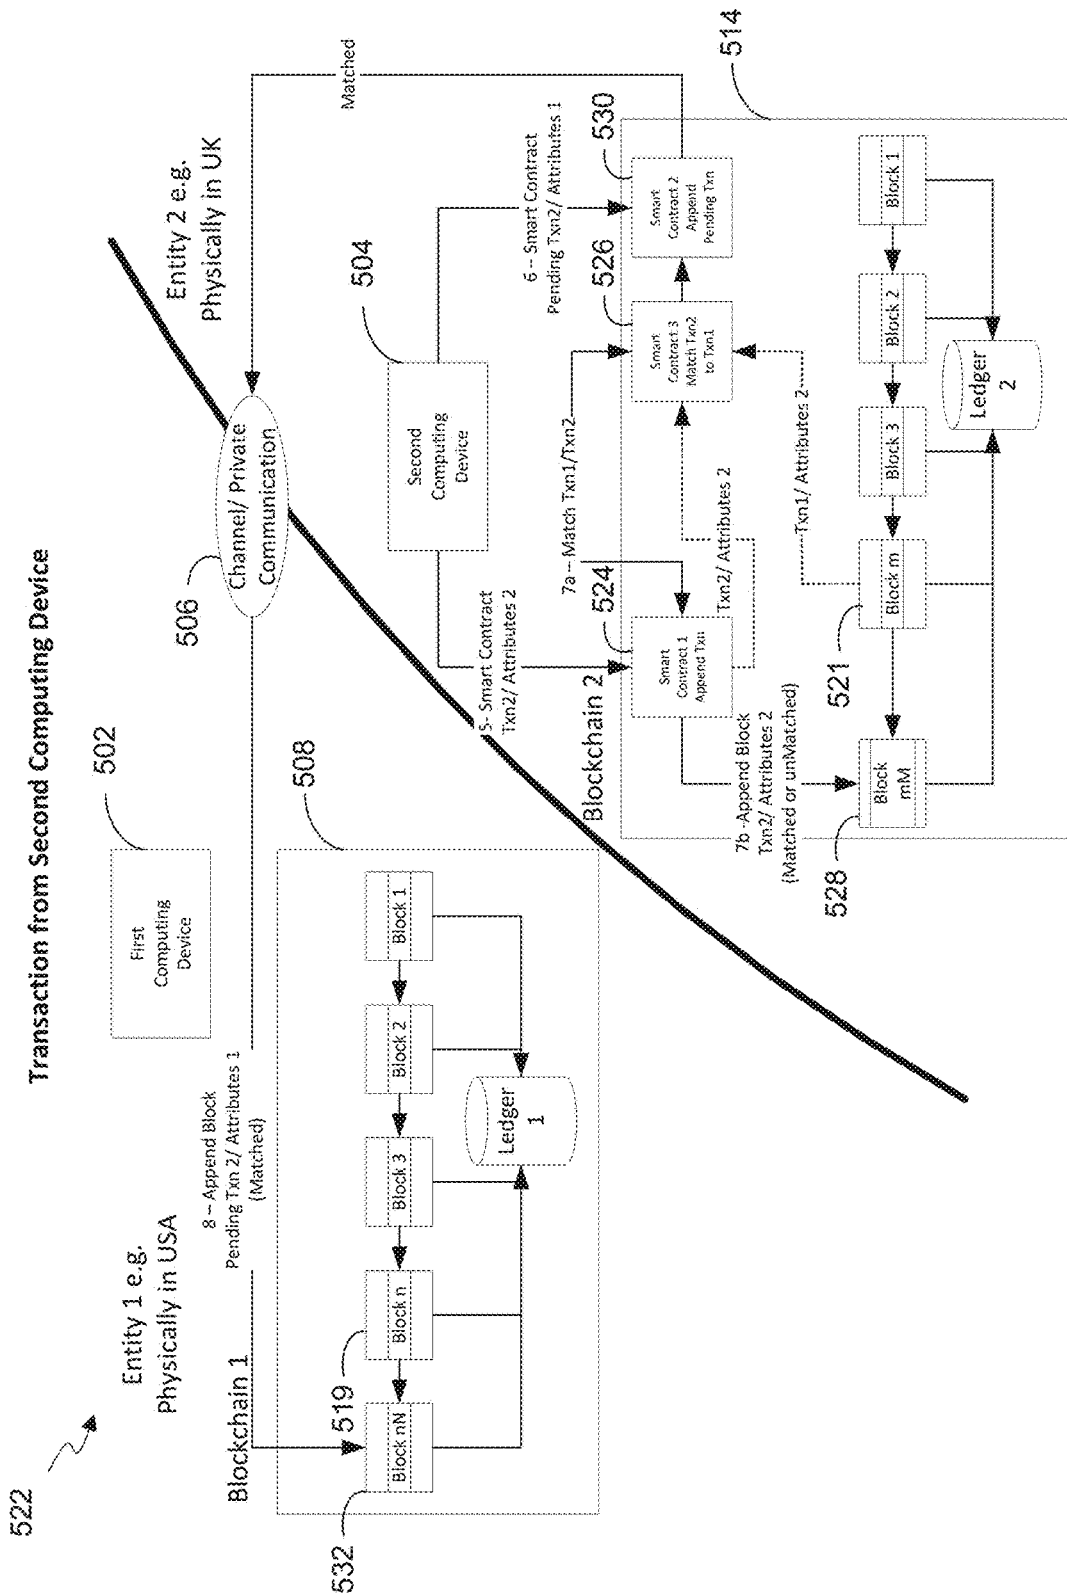 Transaction from Second Computing Device
522
Entity 1 e.g.
Physically in USA
502
First
Computing
Device
506
Channel/ Private
Communication
Entity 2 e.g.
Physically in UK
Matched
8 – Append Block
Pending Txn 2/ Attributes 1
(Matched)
Blockchain 1
508
532
519
Block nN
Block n
Block 3
Block 2
Block 1
Ledger
1
504
Second
Computing
Device
5- Smart Contract
Txn2/ Attributes 2
6 – Smart Contract
Pending Txn2/ Attributes 1
Blockchain 2
514
524
Smart
Contract 1
Append Txn
7a – Match Txn1/Txn2
526
Smart
Contract 3
Match Txn2
to Txn1
530
Smart
Contract 2
Append
Pending Txn
Txn2/ Attributes 2
Txn1/ Attributes 2
7b -Append Block
Txn2/ Attributes 2
(Matched or unMatched)
528
521
Block
mM
Block m
Block 3
Block 2
Block 1
Ledger
2